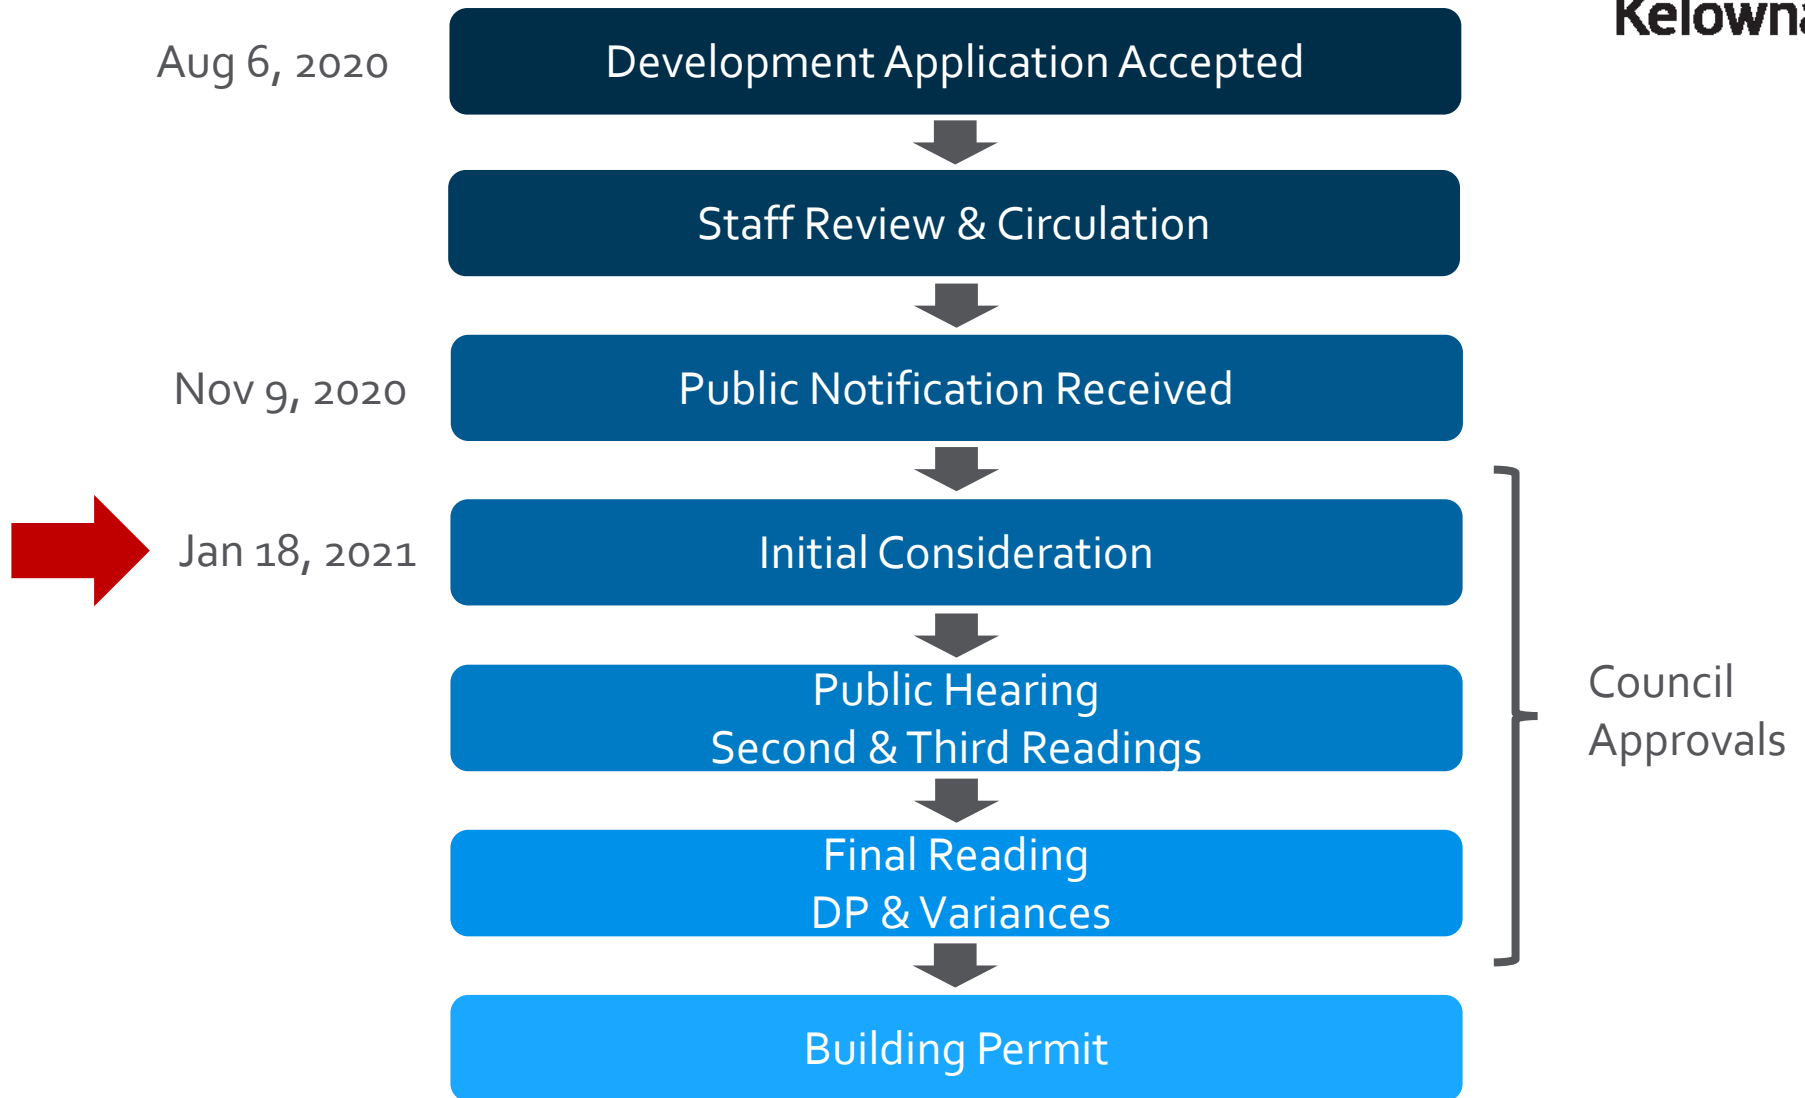 Kelowna
Aug 6, 2020
Development Application Accepted
Staff Review & Circulation
Nov 9, 2020
Public Notification Received
Jan 18, 2021
Initial Consideration
Public Hearing
Second & Third Readings
Council
Approvals
Final Reading
DP & Variances
Building Permit